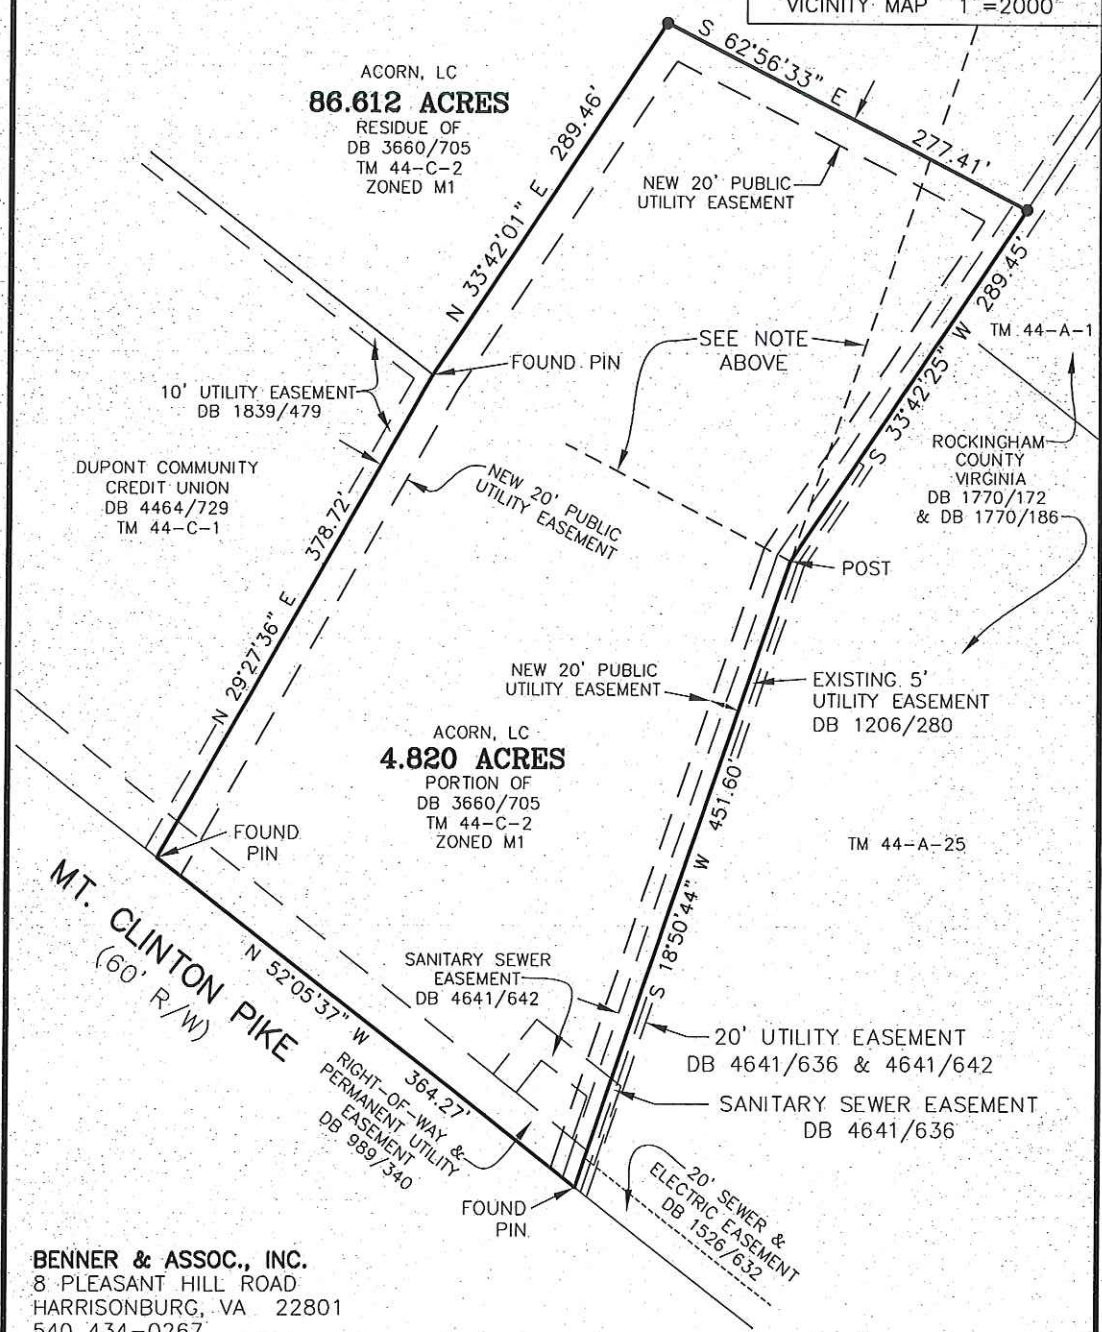 VICINITY MAP 1"=2000'
S 62°56'33" E
277.41'
ACORN, LC
86.612 ACRES
RESIDUE OF
DB 3660/705
TM 44-C-2
ZONED M1
N 33°42'01" E 289.46'
NEW 20' PUBLIC
UTILITY EASEMENT
S 33°42'25" W 289.45'
TM 44-A-1
SEE NOTE
ABOVE
FOUND PIN
10' UTILITY EASEMENT
DB 1839/479
ROCKINGHAM
COUNTY
VIRGINIA
DB 1770/172
& DB 1770/186
DUPONT COMMUNITY
CREDIT UNION
DB 4464/729
TM 44-C-1
NEW 20' PUBLIC
UTILITY EASEMENT
N 29°27'36" E 378.72'
POST
NEW 20' PUBLIC
UTILITY EASEMENT
EXISTING 5'
UTILITY EASEMENT
DB 1206/280
ACORN, LC
4.820 ACRES
PORTION OF
DB 3660/705
TM 44-C-2
ZONED M1
S 18°50'44" W 451.60'
TM 44-A-25
FOUND
PIN
MT. CLINTON PIKE
(60' R/W)
N 52°05'37" W 364.27'
SANITARY SEWER
EASEMENT
DB 4641/642
20' UTILITY EASEMENT
DB 4641/636 & 4641/642
RIGHT-OF-WAY &
PERMANENT UTILITY
EASEMENT
DB 989/340
SANITARY SEWER EASEMENT
DB 4641/636
20' SEWER &
ELECTRIC EASEMENT
DB 1526/632
FOUND
PIN
BENNER & ASSOC., INC.
8 PLEASANT HILL ROAD
HARRISONBURG, VA 22801
540 434-0267